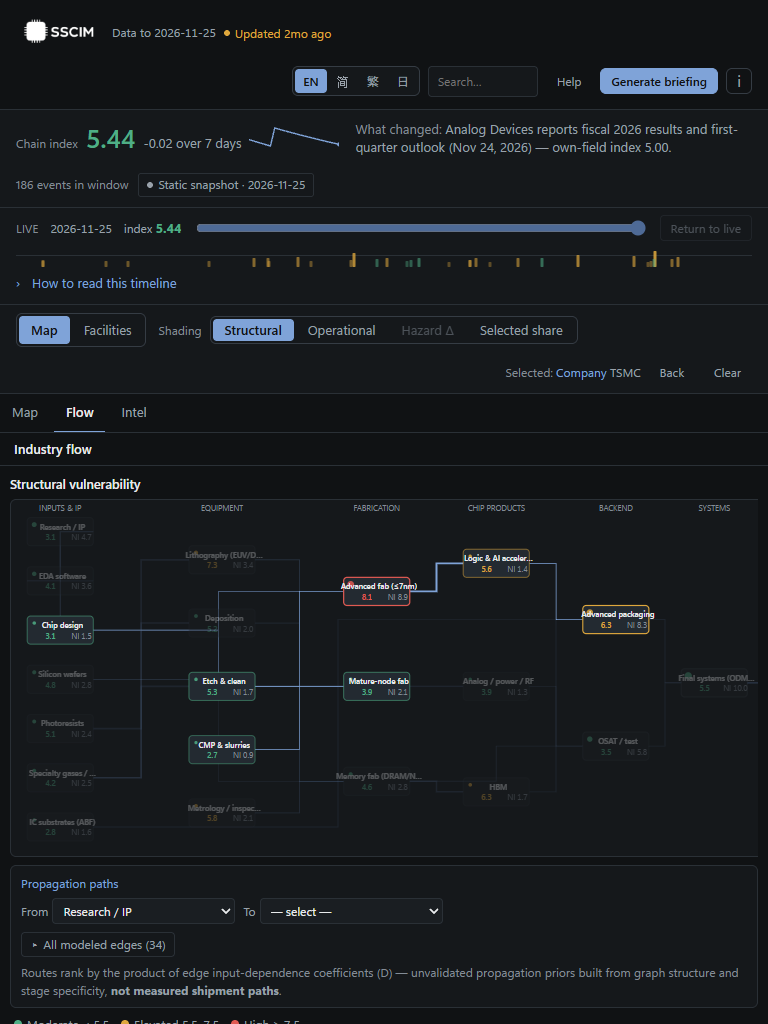 SSCIM
Data to 2026-11-25
Updated 2mo ago
EN 简 繁 日
Search...
Help
Generate briefing
i
Chain index 5.44 -0.02 over 7 days
What changed: Analog Devices reports fiscal 2026 results and first-
quarter outlook (Nov 24, 2026) — own-field index 5.00.
186 events in window
Static snapshot · 2026-11-25
LIVE 2026-11-25 index 5.44
Return to live
› How to read this timeline
Map Facilities Shading Structural Operational Hazard Δ Selected share
Selected: Company TSMC Back Clear
Map Flow Intel
Industry flow
Structural vulnerability
INPUTS & IP EQUIPMENT FABRICATION CHIP PRODUCTS BACKEND SYSTEMS
Research / IP
3.1 NI 4.7
Lithography (EUV/D...
7.3 NI 3.4
Logic & AI acceler...
5.6 NI 1.4
EDA software
4.1 NI 3.6
Advanced fab (≤7nm)
8.1 NI 8.9
Chip design
3.1 NI 1.5
Deposition
5.2 NI 2.0
Advanced packaging
6.3 NI 8.3
Silicon wafers
4.8 NI 2.8
Etch & clean
5.3 NI 1.7
Mature-node fab
3.9 NI 2.1
Analog / power / RF
3.9 NI 1.3
Final systems (ODM...
5.5 NI 10.0
Photoresists
5.1 NI 2.4
CMP & slurries
2.7 NI 0.9
OSAT / test
3.5 NI 5.8
Specialty gases / ...
4.2 NI 2.5
Memory fab (DRAM/N...
4.6 NI 2.8
HBM
6.3 NI 1.7
Metrology / inspec...
5.8 NI 2.1
IC substrates (ABF)
2.8 NI 1.6
Propagation paths
From Research / IP To — select —
All modeled edges (34)
Routes rank by the product of edge input-dependence coefficients (D) — unvalidated propagation priors built from graph structure and
stage specificity, not measured shipment paths.